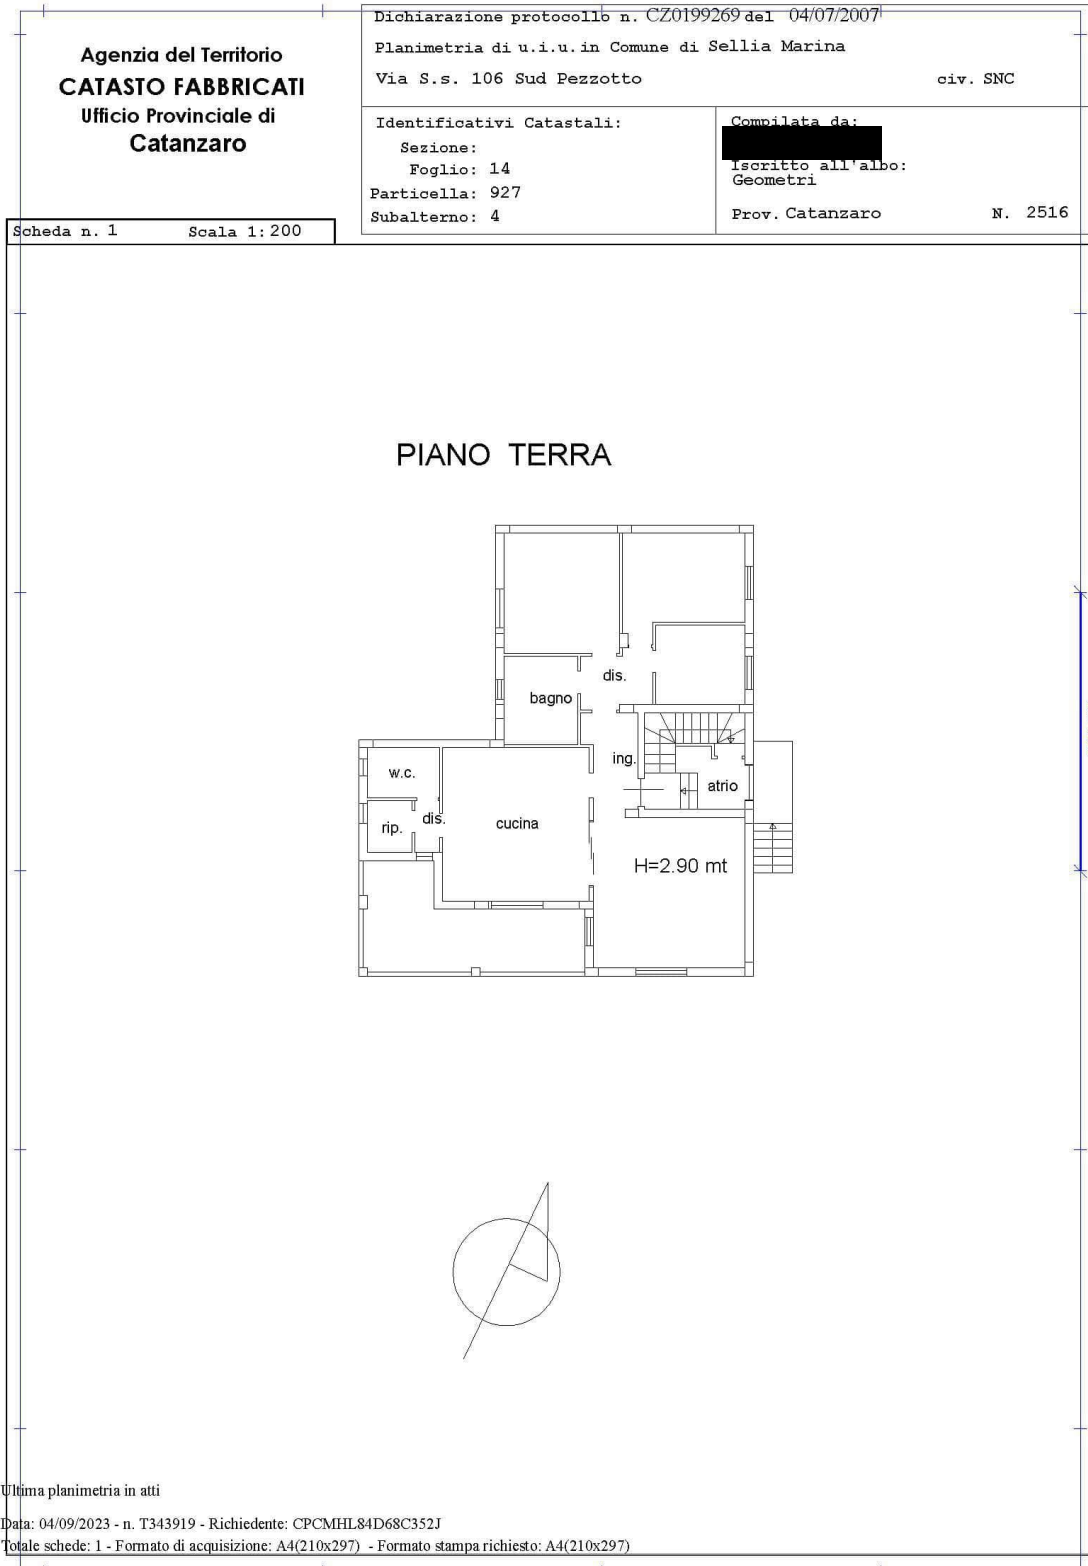 Agenzia del Territorio
CATASTO FABBRICATI
Ufficio Provinciale di
Catanzaro
Dichiarazione protocollo n. CZ0199269 del 04/07/2007
Planimetria di u.i.u. in Comune di Sellia Marina
Via S.s. 106 Sud Pezzotto civ. SNC
Identificativi Catastali:
Sezione:
Foglio: 14
Particella: 927
Subalterno: 4
Compilata da:
Iscritto all'albo:
Geometri
Prov. Catanzaro N. 2516
Scheda n. 1 Scala 1: 200
PIANO TERRA
dis.
bagno
ing.
w.c.
atrio
dis.
rip.
cucina
H=2.90 mt
Ultima planimetria in atti
Data: 04/09/2023 - n. T343919 - Richiedente: CPCMHL84D68C352J
Totale schede: 1 - Formato di acquisizione: A4(210x297) - Formato stampa richiesto: A4(210x297)